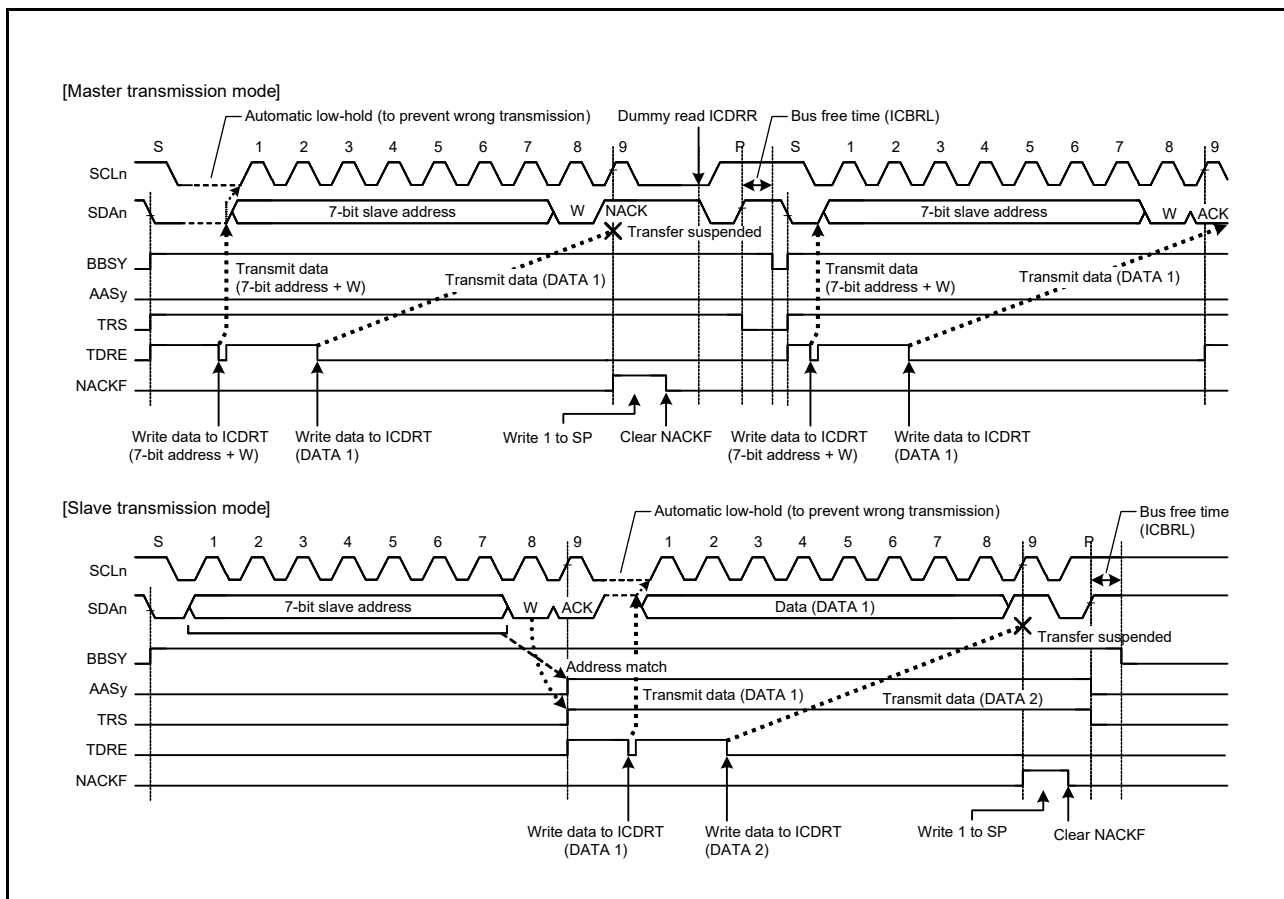 [Master transmission mode]
Automatic low-hold (to prevent wrong transmission)
Dummy read ICDRR
Bus free time (ICBRL)
S 1 2 3 4 5 6 7 8 9 P S 1 2 3 4 5 6 7 8 9
SCLn
SDAn 7-bit slave address W NACK 7-bit slave address W ACK
Transfer suspended
BBSY
Transmit data
(7-bit address + W)
Transmit data (DATA 1)
Transmit data
(7-bit address + W)
Transmit data (DATA 1)
AASy
TRS
TDRE
NACKF
Write data to ICDRT
(7-bit address + W)
Write data to ICDRT
(DATA 1)
Write 1 to SP
Clear NACKF
Write data to ICDRT
(7-bit address + W)
Write data to ICDRT
(DATA 1)
[Slave transmission mode]
Automatic low-hold (to prevent wrong transmission)
Bus free time
(ICBRL)
S 1 2 3 4 5 6 7 8 9 1 2 3 4 5 6 7 8 9 P
SCLn
SDAn 7-bit slave address W ACK Data (DATA 1)
Transfer suspended
BBSY
Address match
AASy
Transmit data (DATA 1)
Transmit data (DATA 2)
TRS
TDRE
NACKF
Write data to ICDRT
(DATA 1)
Write data to ICDRT
(DATA 2)
Write 1 to SP
Clear NACKF